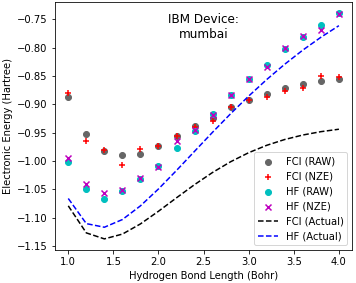 IBM Device:
mumbai
Electronic Energy (Hartree)
−0.75
−0.80
−0.85
−0.90
−0.95
−1.00
−1.05
−1.10
−1.15
FCI (RAW)
FCI (NZE)
HF (RAW)
HF (NZE)
FCI (Actual)
HF (Actual)
1.0 1.5 2.0 2.5 3.0 3.5 4.0
Hydrogen Bond Length (Bohr)